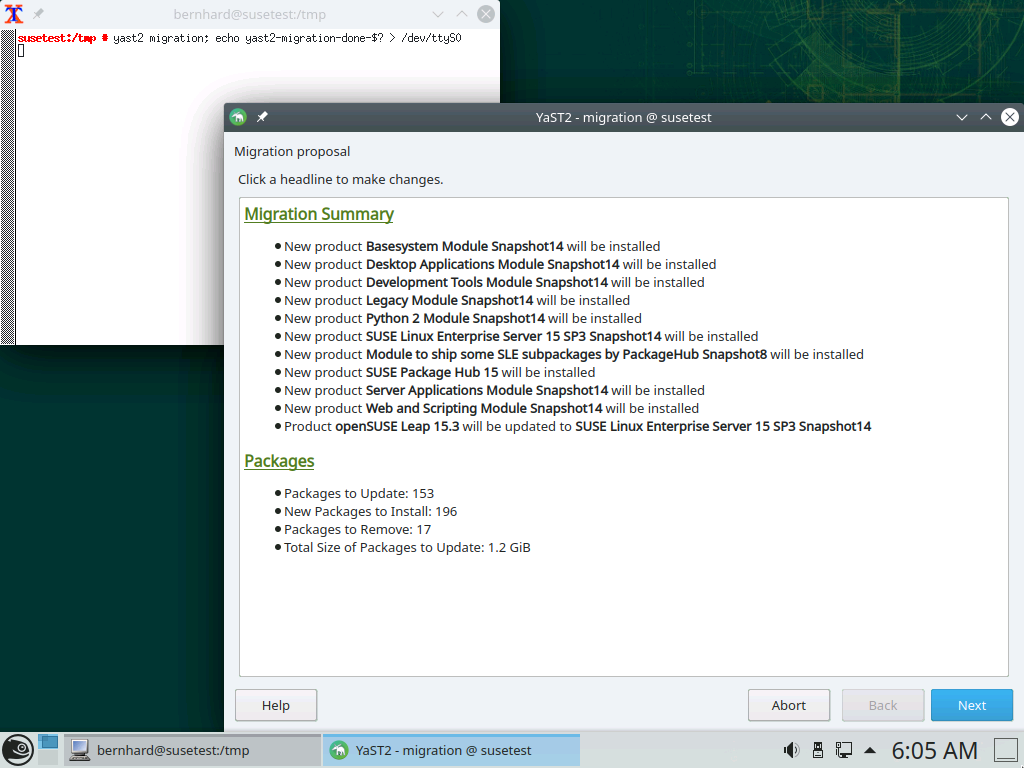 bernhard@susetest:/tmp
susetest:/tmp # yast2 migration; echo yast2-migration-done-$? > /dev/ttyS0
YaST2 - migration @ susetest
Migration proposal
Click a headline to make changes.
Migration Summary
New product Basesystem Module Snapshot14 will be installed
New product Desktop Applications Module Snapshot14 will be installed
New product Development Tools Module Snapshot14 will be installed
New product Legacy Module Snapshot14 will be installed
New product Python 2 Module Snapshot14 will be installed
New product SUSE Linux Enterprise Server 15 SP3 Snapshot14 will be installed
New product Module to ship some SLE subpackages by PackageHub Snapshot8 will be installed
New product SUSE Package Hub 15 will be installed
New product Server Applications Module Snapshot14 will be installed
New product Web and Scripting Module Snapshot14 will be installed
Product openSUSE Leap 15.3 will be updated to SUSE Linux Enterprise Server 15 SP3 Snapshot14
Packages
Packages to Update: 153
New Packages to Install: 196
Packages to Remove: 17
Total Size of Packages to Update: 1.2 GiB
Help
Abort
Back
Next
bernhard@susetest:/tmp
YaST2 - migration @ susetest
6:05 AM